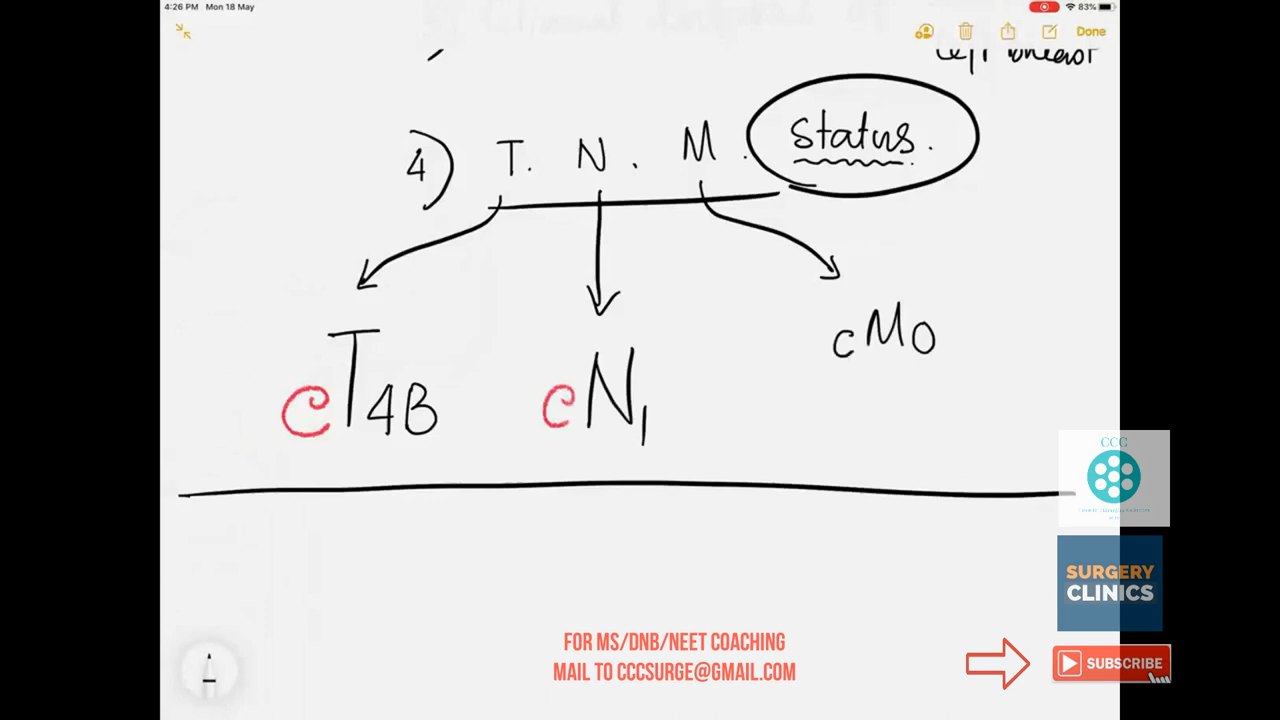 4:26 PM Mon 18 May
83%
Done
4) T. N. M. Status.
cT4B cN1 cM0
CCC
SURGERY
CLINICS
FOR MS/DNB/NEET COACHING
MAIL TO CCCSURGE@GMAIL.COM
SUBSCRIBE